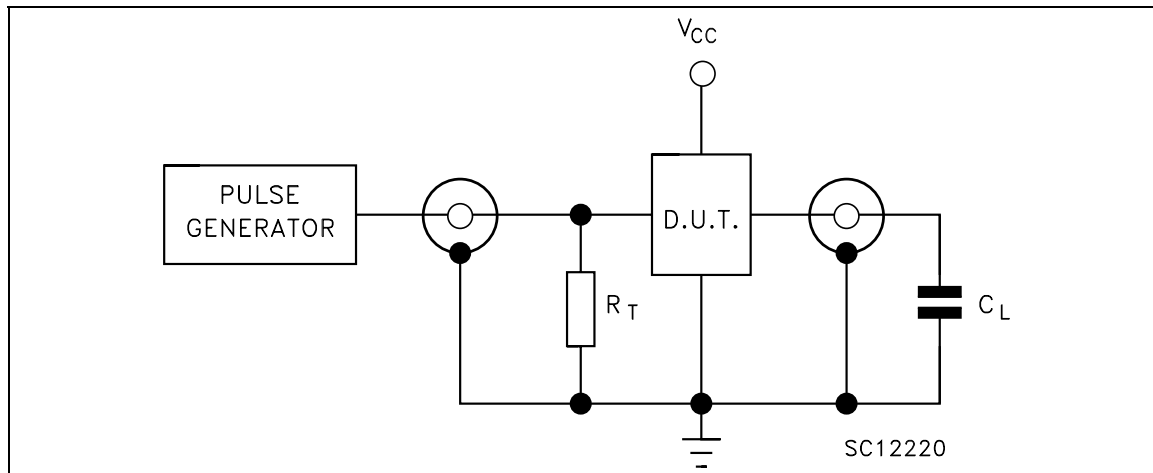 VCC
PULSE
GENERATOR
D.U.T.
RT
CL
SC12220